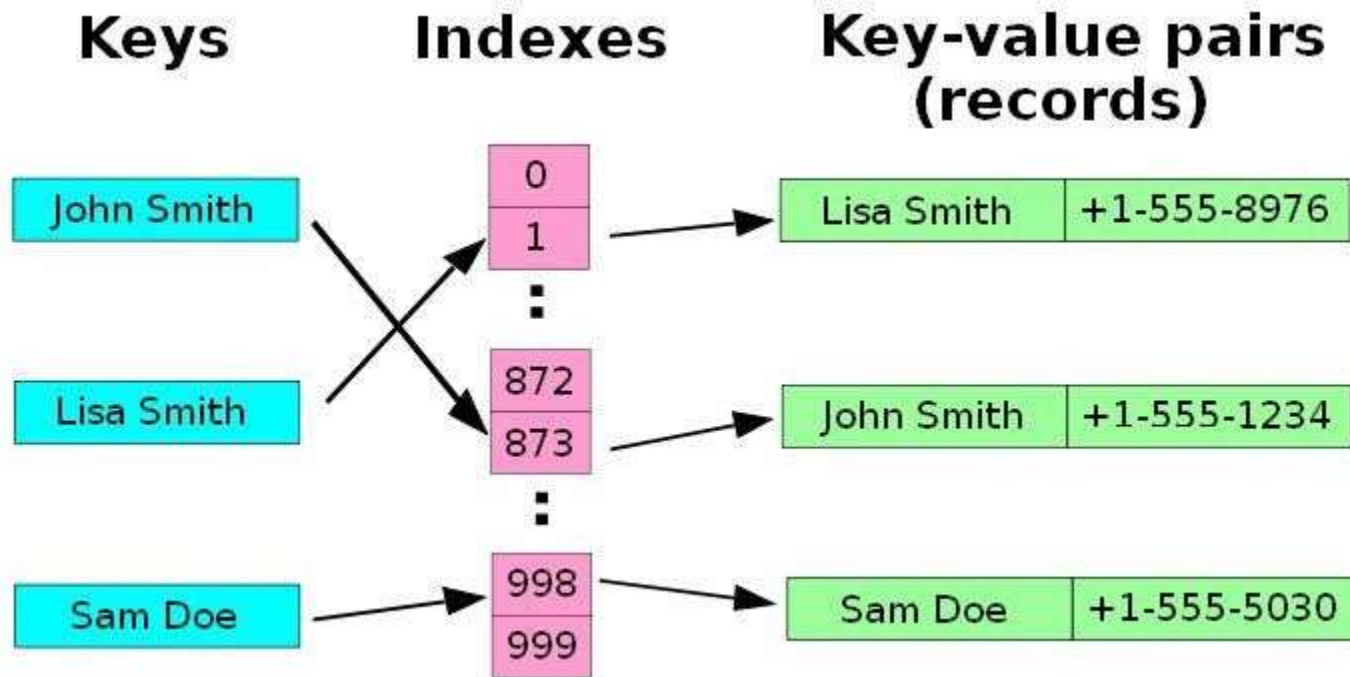 Keys
Indexes
Key-value pairs
(records)
John Smith
Lisa Smith
Sam Doe
0
1
:
872
873
:
998
999
Lisa Smith +1-555-8976
John Smith +1-555-1234
Sam Doe +1-555-5030